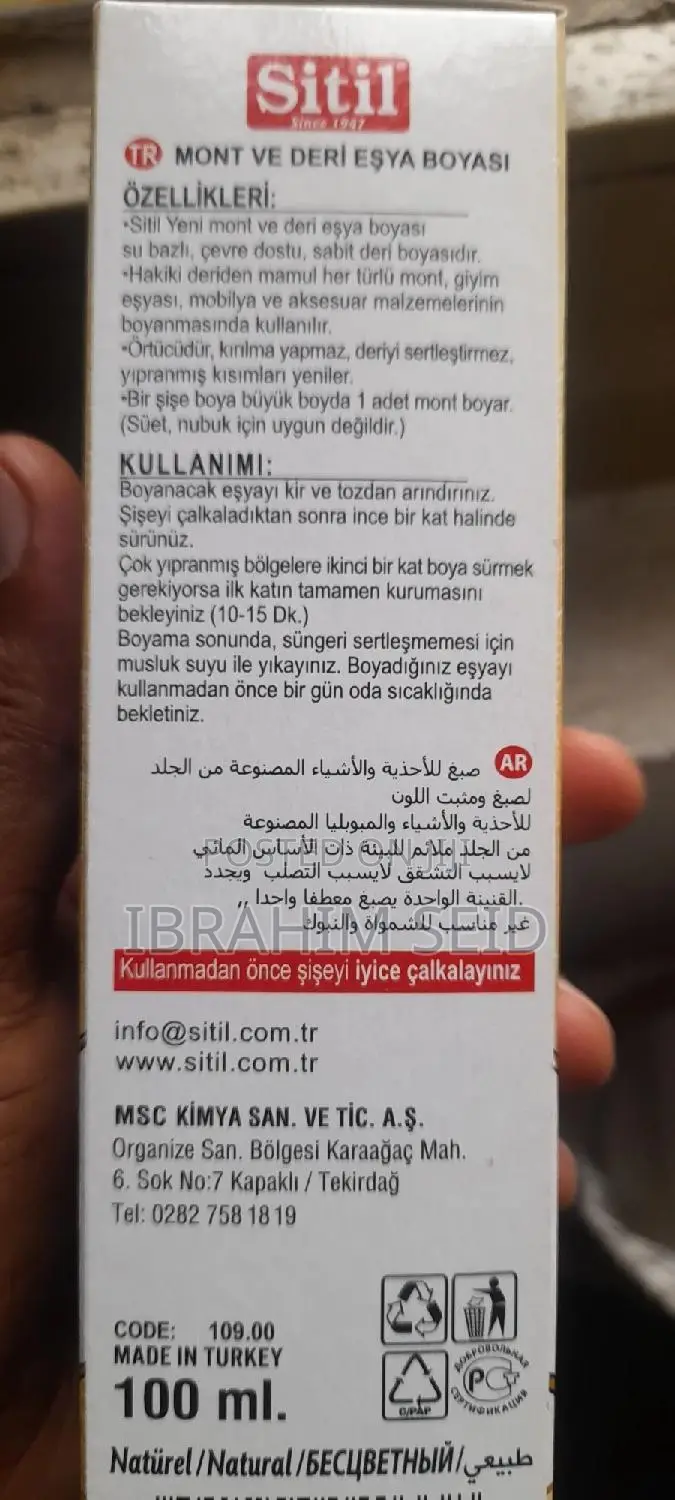 Sitil
Since 1947
TR MONT VE DERİ EŞYA BOYASI
ÖZELLİKLERİ:
•Sitil Yeni mont ve deri eşya boyası
su bazlı, çevre dostu, sabit deri boyasıdır.
•Hakiki deriden mamul her türlü mont, giyim
eşyası, mobilya ve aksesuar malzemelerinin
boyanmasında kullanılır.
•Örtücüdür, kırılma yapmaz, deriyi sertleştirmez,
yıpranmış kısımları yeniler.
•Bir şişe boya büyük boyda 1 adet mont boyar.
(Süet, nubuk için uygun değildir.)
KULLANIMI:
Boyanacak eşyayı kir ve tozdan arındırınız.
Şişeyi çalkaladıktan sonra ince bir kat halinde
sürünüz.
Çok yıpranmış bölgelere ikinci bir kat boya sürmek
gerekiyorsa ilk katın tamamen kurumasını
bekleyiniz (10-15 Dk.)
Boyama sonunda, süngeri sertleşmemesi için
musluk suyu ile yıkayınız. Boyadığınız eşyayı
kullanmadan önce bir gün oda sıcaklığında
bekletiniz.
AR صبغ للأحذية والأشياء المصنوعة من الجلد
لصبغ ومثبت اللون
للأحذية والأشياء والموبليا المصنوعة
من الجلد ملائم للبيئة ذات الأساس المائي
لايسبب التشقق لايسبب التصلب ويجدد
.القنينة الواحدة يصبغ معطفا واحدا ,,
غير مناسب للشمواة والنبوك
POSTED ON JIJI
IBRAHIM SEID
Kullanmadan önce şişeyi iyice çalkalayınız
info@sitil.com.tr
www.sitil.com.tr
MSC KİMYA SAN. VE TİC. A.Ş.
Organize San. Bölgesi Karaağaç Mah.
6. Sok No:7 Kapaklı / Tekirdağ
Tel: 0282 758 18 19
CODE: 109.00
MADE IN TURKEY
100 ml.
C/PAP
ДОБРОВОЛЬНАЯ
РС
СЕРТИФИКАЦИЯ
Natürel/Natural/БЕСЦВЕТНЫЙ/طبيعي